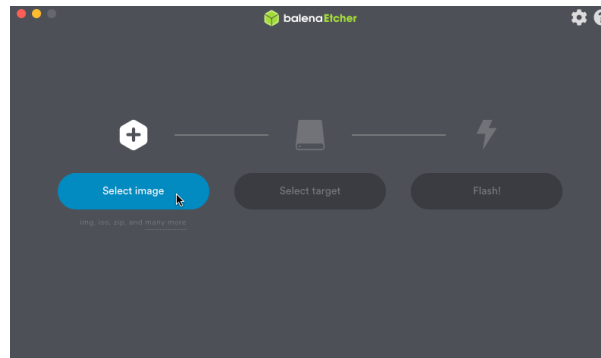 balenaEtcher
Select image
Select target
Flash!
img, iso, zip, and many more